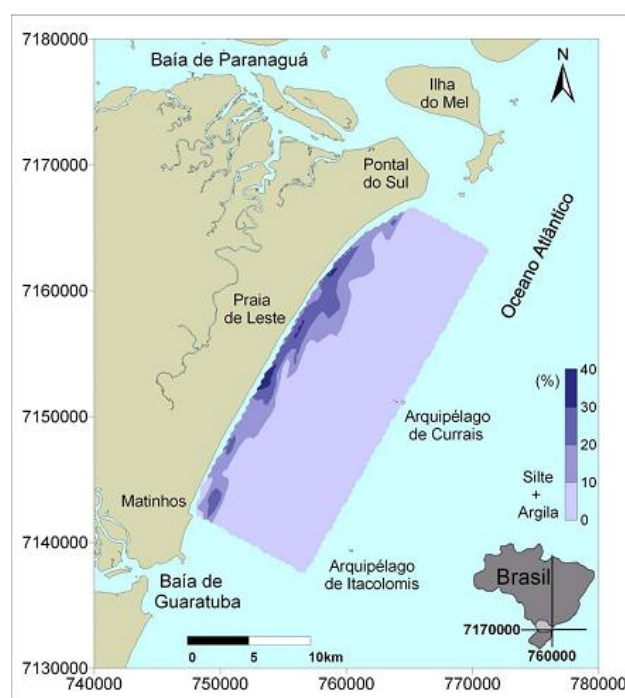 7180000
7170000
7160000
7150000
7140000
7130000
740000
750000
760000
770000
780000
Baía de Paranaguá
Ilha
do Mel
N
Pontal
do Sul
Oceano Atlântico
Praia
de Leste
(%)
40
30
20
10
0
Silte
+
Argila
Arquipélago
de Currais
Matinhos
Arquipélago
de Itacolomis
Baía de
Guaratuba
Brasil
7170000
760000
0
5
10km